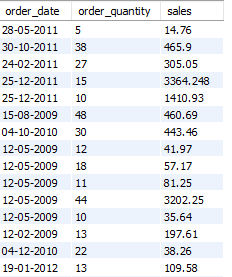 order_date order_quantity sales
28-05-2011 5 14.76
30-10-2011 38 465.9
24-02-2011 27 305.05
25-12-2011 15 3364.248
25-12-2011 10 1410.93
15-08-2009 48 460.69
04-10-2010 30 443.46
12-05-2009 12 41.97
12-05-2009 18 57.17
12-05-2009 11 81.25
12-05-2009 44 3202.25
12-05-2009 10 35.64
12-02-2009 13 197.61
04-12-2010 22 38.26
19-01-2012 13 109.58